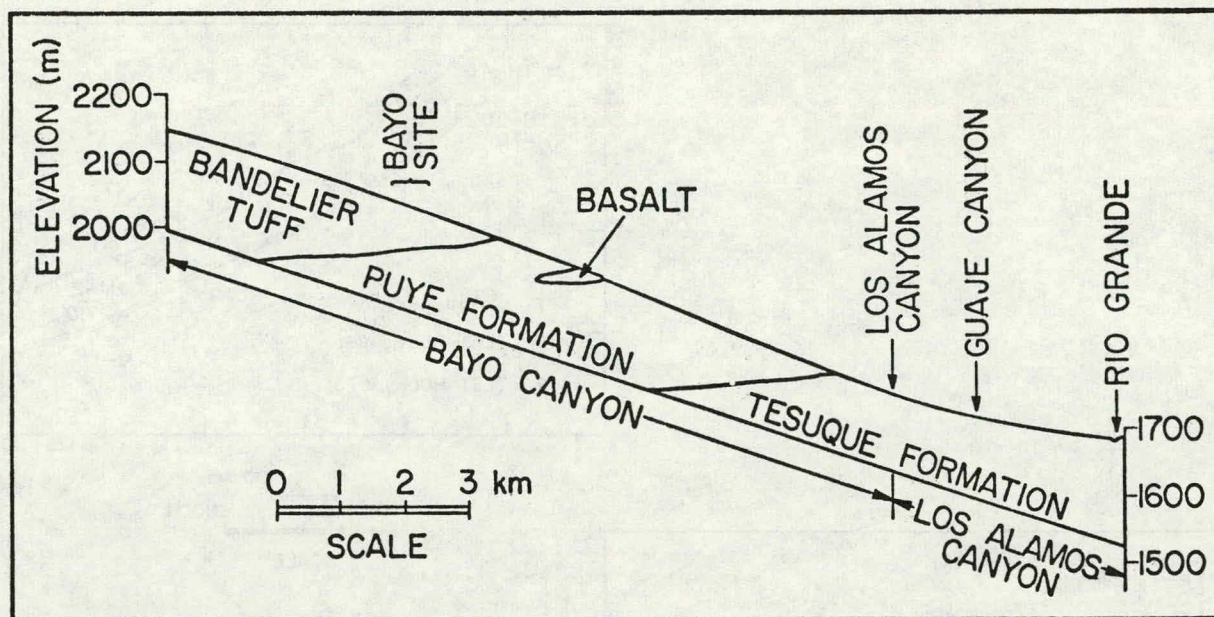 ELEVATION (m)
2200
2100
2000
BAYO
SITE
BANDELIER
TUFF
BASALT
LOS ALAMOS
CANYON
GUAJE CANYON
RIO GRANDE
PUYE FORMATION
BAYO CANYON
TESUQUE FORMATION
LOS ALAMOS
CANYON
1700
1600
1500
0 1 2 3 km
SCALE